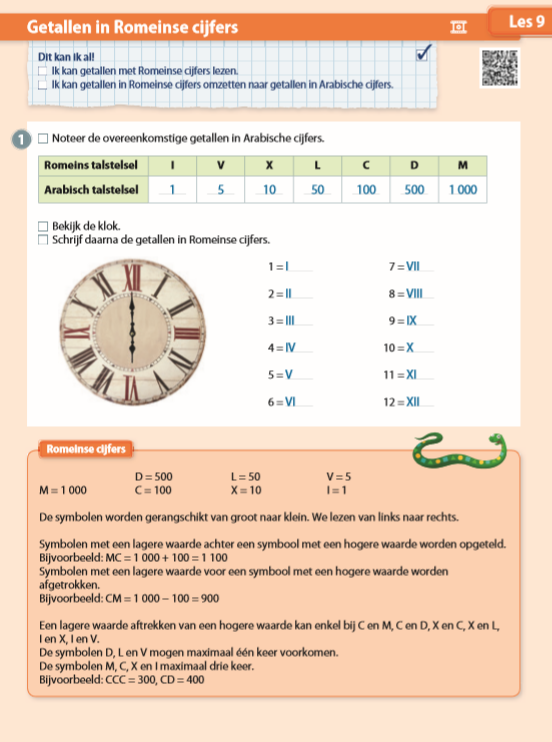 Getallen in Romeinse cijfers
Les 9
Dit kan ik al!
Ik kan getallen met Romeinse cijfers lezen.
Ik kan getallen in Romeinse cijfers omzetten naar getallen in Arabische cijfers.
1
Noteer de overeenkomstige getallen in Arabische cijfers.
Romeins talstelsel I V X L C D M
Arabisch talstelsel 1 5 10 50 100 500 1 000
Bekijk de klok.
Schrijf daarna de getallen in Romeinse cijfers.
1 = I 7 = VII
2 = II 8 = VIII
3 = III 9 = IX
4 = IV 10 = X
5 = V 11 = XI
6 = VI 12 = XII
Romeinse cijfers
D = 500 L = 50 V = 5
M = 1 000 C = 100 X = 10 I = 1
De symbolen worden gerangschikt van groot naar klein. We lezen van links naar rechts.
Symbolen met een lagere waarde achter een symbool met een hogere waarde worden opgeteld.
Bijvoorbeeld: MC = 1 000 + 100 = 1 100
Symbolen met een lagere waarde voor een symbool met een hogere waarde worden
afgetrokken.
Bijvoorbeeld: CM = 1 000 − 100 = 900
Een lagere waarde aftrekken van een hogere waarde kan enkel bij C en M, C en D, X en C, X en L,
I en X, I en V.
De symbolen D, L en V mogen maximaal één keer voorkomen.
De symbolen M, C, X en I maximaal drie keer.
Bijvoorbeeld: CCC = 300, CD = 400